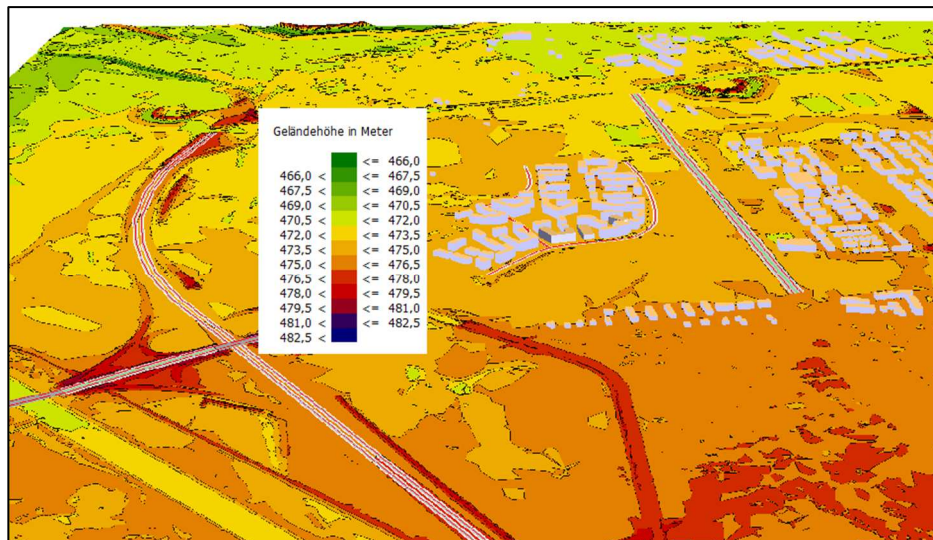 Geländehöhe in Meter
<= 466,0
466,0 < <= 467,5
467,5 < <= 469,0
469,0 < <= 470,5
470,5 < <= 472,0
472,0 < <= 473,5
473,5 < <= 475,0
475,0 < <= 476,5
476,5 < <= 478,0
478,0 < <= 479,5
479,5 < <= 481,0
481,0 < <= 482,5
482,5 <